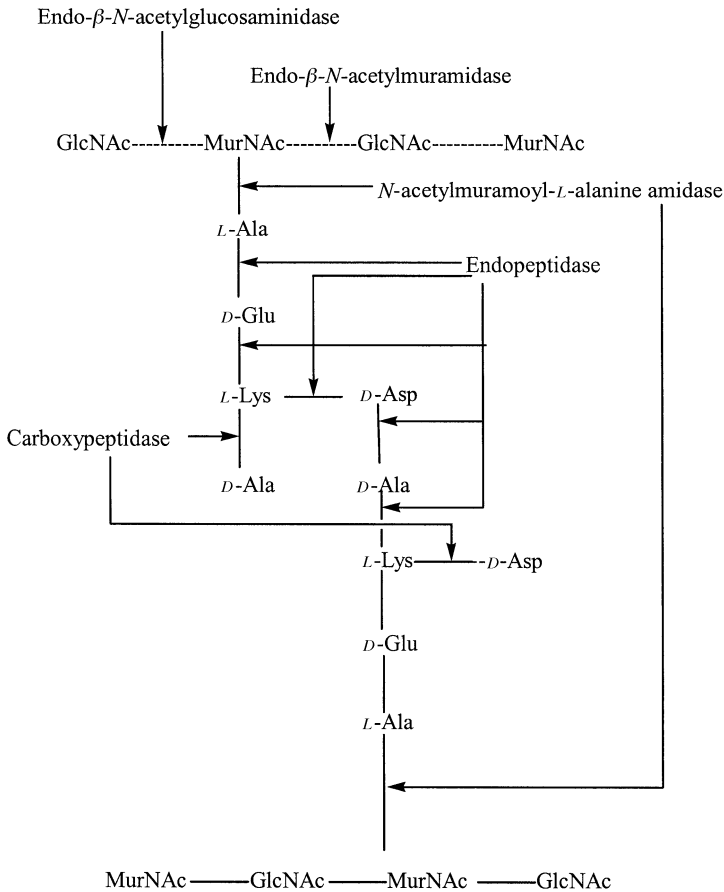 Endo-β-N-acetylglucosaminidase
Endo-β-N-acetylmuramidase
GlcNAc MurNAc GlcNAc MurNAc
N-acetylmuramoyl-L-alanine amidase
L-Ala
Endopeptidase
D-Glu
L-Lys D-Asp
Carboxypeptidase
D-Ala D-Ala
L-Lys D-Asp
D-Glu
L-Ala
MurNAc GlcNAc MurNAc GlcNAc